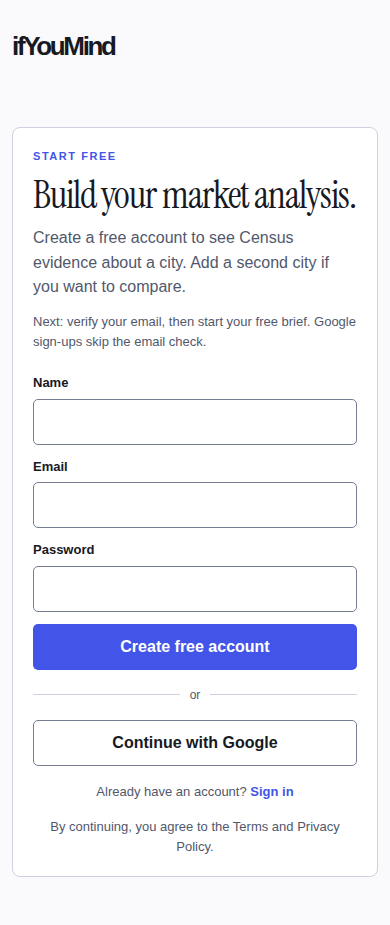 ifYouMind
START FREE
Build your market analysis.
Create a free account to see Census
evidence about a city. Add a second city if
you want to compare.
Next: verify your email, then start your free brief. Google
sign-ups skip the email check.
Name
Email
Password
Create free account
or
Continue with Google
Already have an account? Sign in
By continuing, you agree to the Terms and Privacy
Policy.